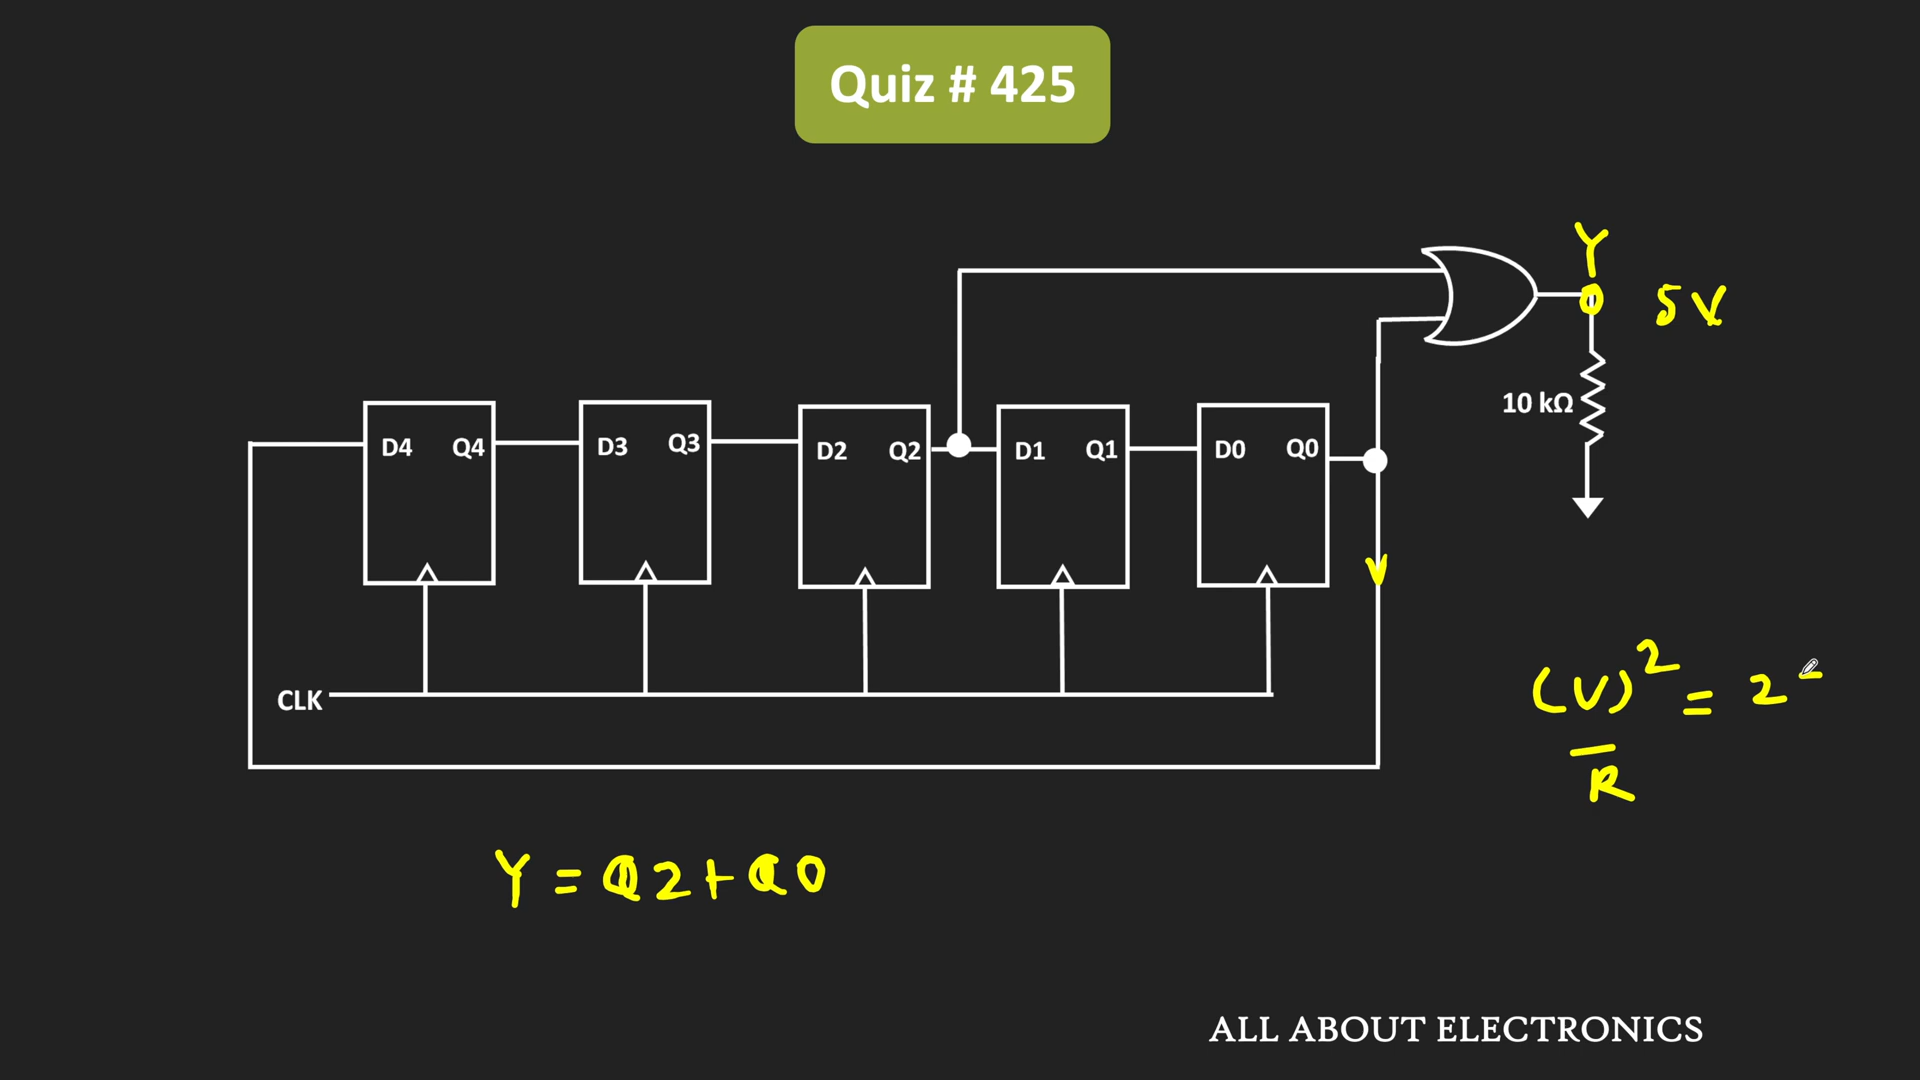 Quiz # 425
Y
5V
10 kΩ
D4 Q4 D3 Q3 D2 Q2 D1 Q1 D0 Q0
CLK
(V)² = 2
R
Y = Q2+Q0
ALL ABOUT ELECTRONICS